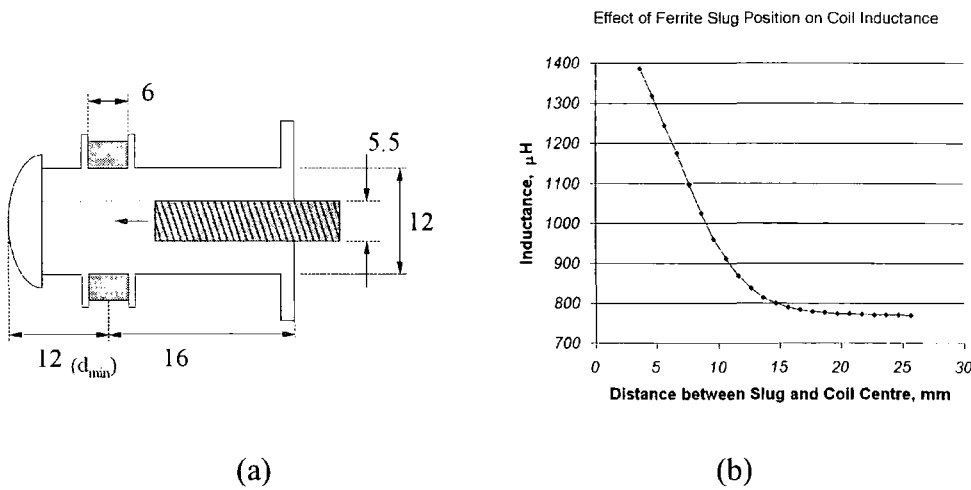 6
5.5
12
12 (dmin)
16
(a)
Effect of Ferrite Slug Position on Coil Inductance
Inductance, μH
1400
1300
1200
1100
1000
900
800
700
0 5 10 15 20 25 30
Distance between Slug and Coil Centre, mm
(b)